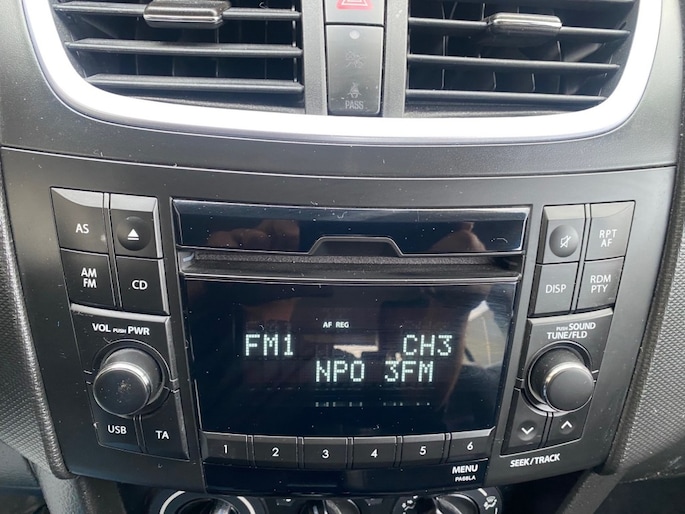 PASS
AS
AM
FM
CD
VOL PUSH PWR
USB
TA
AF REG
FM1 CH3
NPO 3FM
1 2 3 4 5 6
MENU
PA08LA
RPT
AF
DISP
RDM
PTY
PUSH SOUND
TUNE/FLD
SEEK/TRACK